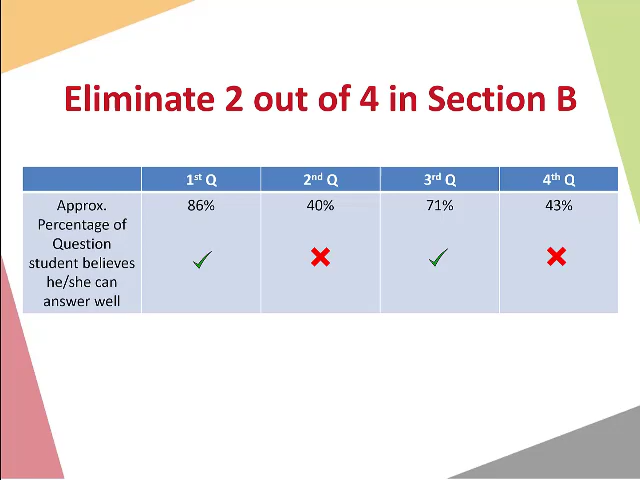 Eliminate 2 out of 4 in Section B
1st Q 2nd Q 3rd Q 4th Q
Approx.
Percentage of
Question
student believes
he/she can
answer well
86% 40% 71% 43%